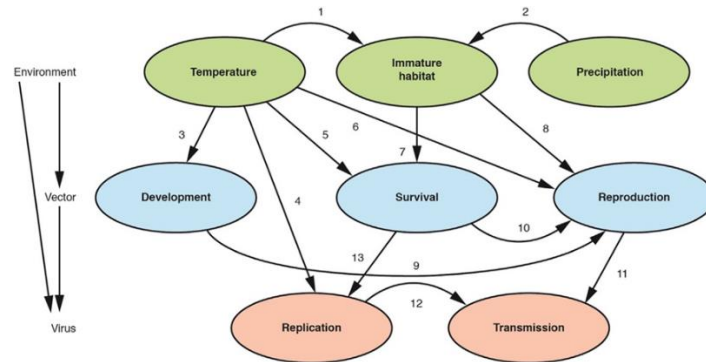 1
2
Environment
Temperature
Immature
habitat
Precipitation
3
5
6
7
8
Vector
Development
Survival
Reproduction
4
10
13
9
11
12
Virus
Replication
Transmission